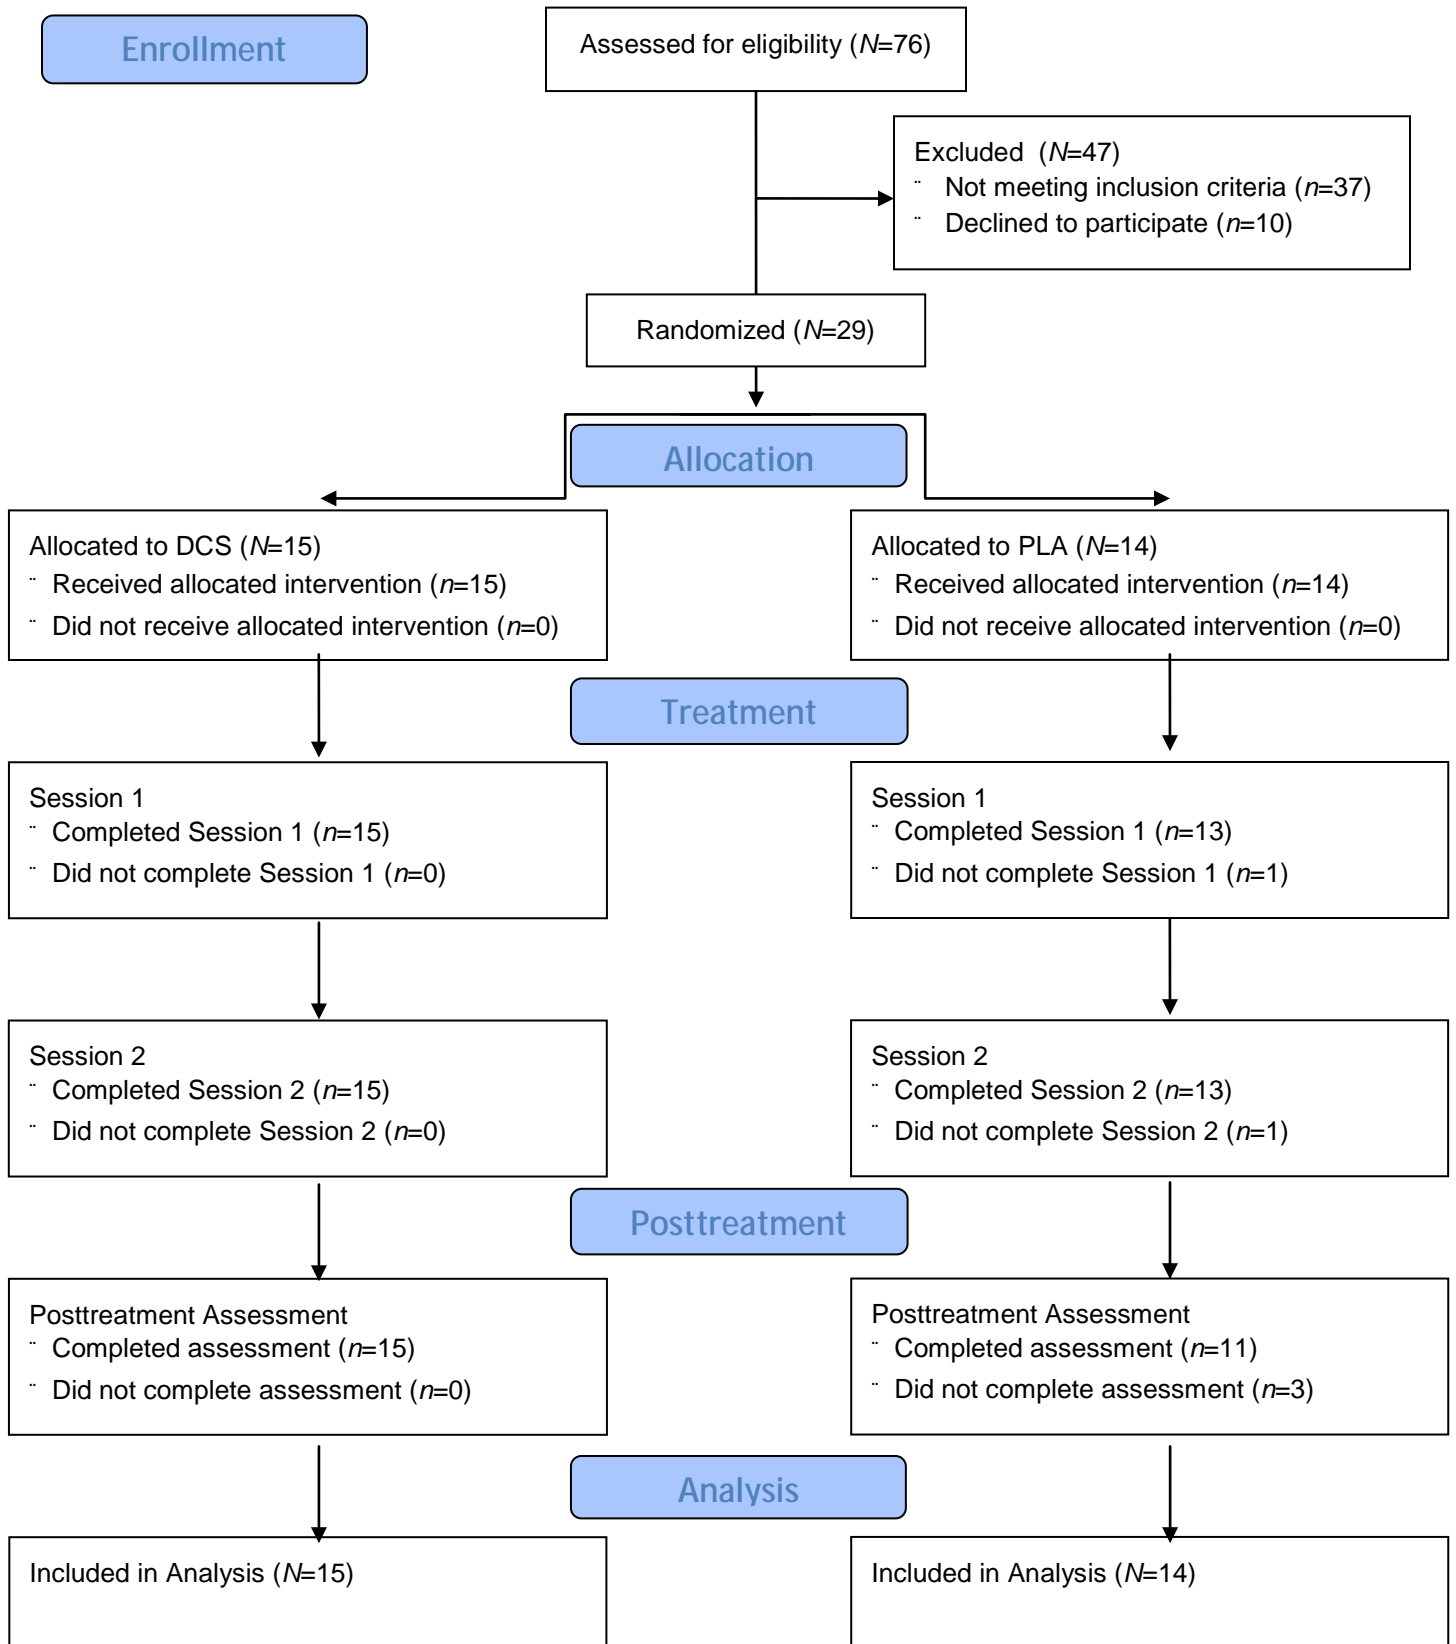 Enrollment
Assessed for eligibility (N=76)
Excluded (N=47)
¨ Not meeting inclusion criteria (n=37)
¨ Declined to participate (n=10)
Randomized (N=29)
Allocation
Allocated to DCS (N=15)
¨ Received allocated intervention (n=15)
¨ Did not receive allocated intervention (n=0)
Allocated to PLA (N=14)
¨ Received allocated intervention (n=14)
¨ Did not receive allocated intervention (n=0)
Treatment
Session 1
¨ Completed Session 1 (n=15)
¨ Did not complete Session 1 (n=0)
Session 1
¨ Completed Session 1 (n=13)
¨ Did not complete Session 1 (n=1)
Session 2
¨ Completed Session 2 (n=15)
¨ Did not complete Session 2 (n=0)
Session 2
¨ Completed Session 2 (n=13)
¨ Did not complete Session 2 (n=1)
Posttreatment
Posttreatment Assessment
¨ Completed assessment (n=15)
¨ Did not complete assessment (n=0)
Posttreatment Assessment
¨ Completed assessment (n=11)
¨ Did not complete assessment (n=3)
Analysis
Included in Analysis (N=15)
Included in Analysis (N=14)